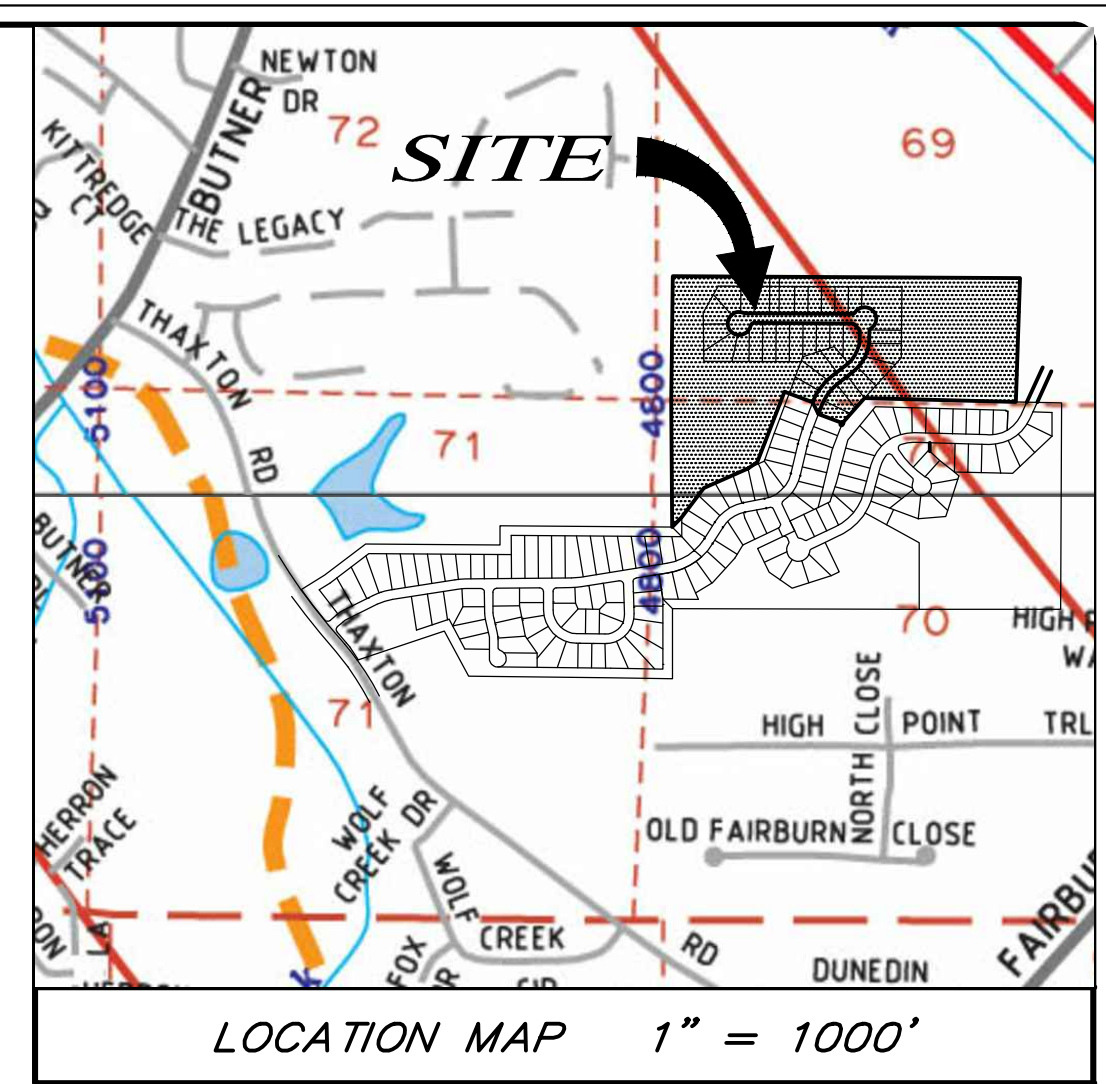 NEWTON
DR
BUTNER
72
69
SITE
KITTREDGE
CT
THE LEGACY
THAXTON
RD
5100
4800
71
70
BUTNER
5100
4800
THAXTON
71
70
HIGH
WA
HIGH POINT TRL
NORTH CLOSE
OLD FAIRBURN CLOSE
HERRON
TRACE
WOLF
CREEK DR
WOLF
CREEK
FOX
RD
DUNEDIN
FAIRBU
LA
LOCATION MAP 1" = 1000'